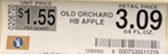 UNIT PRICE
RETAIL PRICE
$1.55
PER QUART
OLD ORCHARD
HB APPLE
3.09
64 FL.OZ.